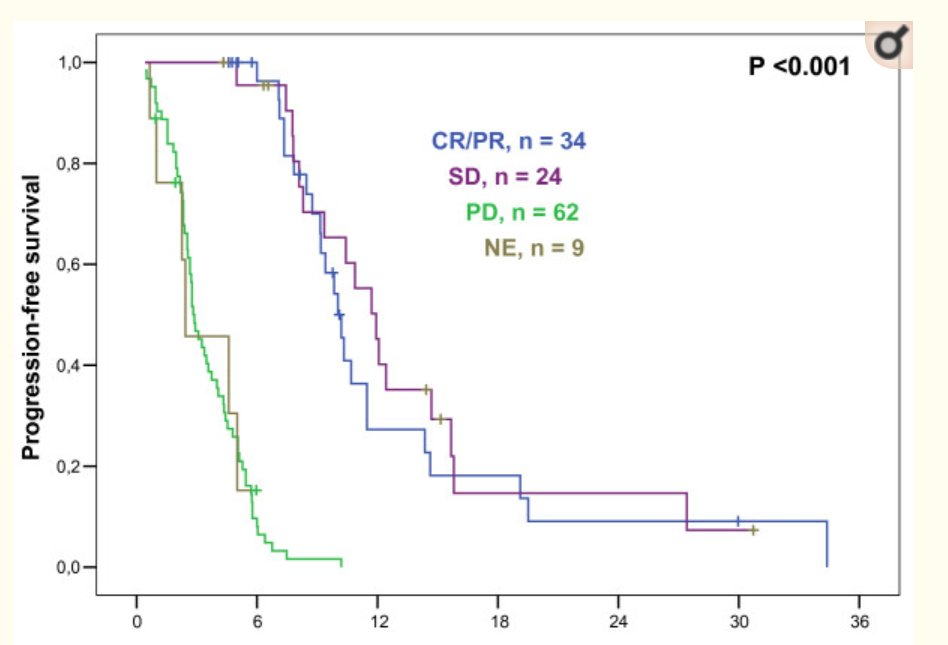 P <0.001
CR/PR, n = 34
SD, n = 24
PD, n = 62
NE, n = 9
Progression-free survival
1,0
0,8
0,6
0,4
0,2
0,0
0 6 12 18 24 30 36